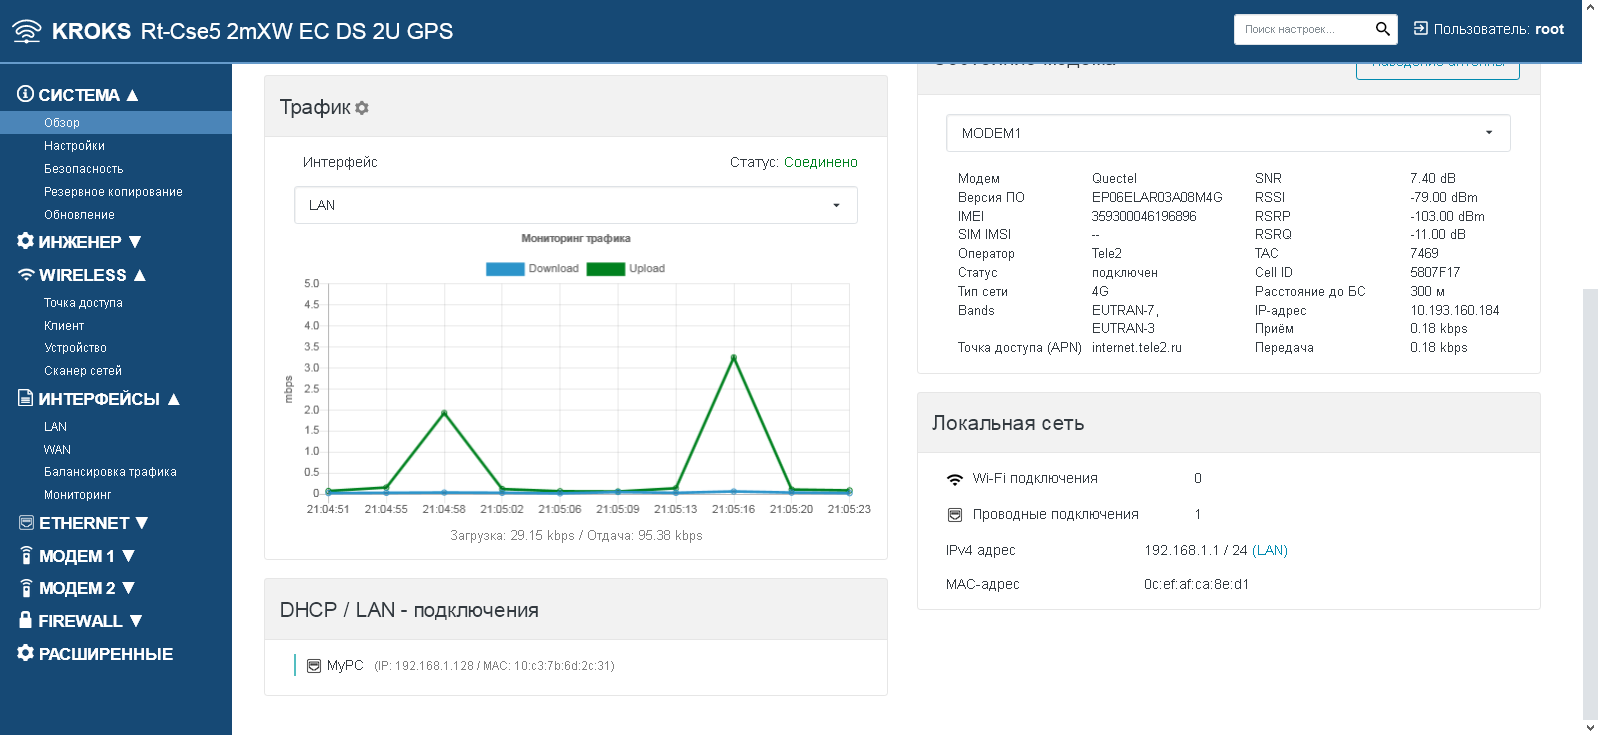 KROKS Rt-Cse5 2mXW EC DS 2U GPS
Поиск настроек...
Пользователь: root
СИСТЕМА ▲
Обзор
Настройки
Безопасность
Резервное копирование
Обновление
ИНЖЕНЕР ▼
WIRELESS ▲
Точка доступа
Клиент
Устройство
Сканер сетей
ИНТЕРФЕЙСЫ ▲
LAN
WAN
Балансировка трафика
Мониторинг
ETHERNET ▼
МОДЕМ 1 ▼
МОДЕМ 2 ▼
FIREWALL ▼
РАСШИРЕННЫЕ
Трафик
Интерфейс
Статус: Соединено
LAN
Мониторинг трафика
Download Upload
mbps
5.0
4.5
4.0
3.5
3.0
2.5
2.0
1.5
1.0
0.5
0
21:04:51 21:04:55 21:04:58 21:05:02 21:05:06 21:05:09 21:05:13 21:05:16 21:05:20 21:05:23
Загрузка: 29.15 kbps / Отдача: 95.38 kbps
DHCP / LAN - подключения
MyPC (IP: 192.168.1.128 / MAC: 10:c3:7b:6d:2c:31)
MODEM1
Модем Quectel SNR 7.40 dB
Версия ПО EP06ELAR03A08M4G RSSI -79.00 dBm
IMEI 359300046196896 RSRP -103.00 dBm
SIM IMSI -- RSRQ -11.00 dB
Оператор Tele2 TAC 7469
Статус подключен Cell ID 5807F17
Тип сети 4G Расстояние до БС 300 м
Bands EUTRAN-7, IP-адрес 10.193.160.184
EUTRAN-3 Приём 0.18 kbps
Точка доступа (APN) internet.tele2.ru Передача 0.18 kbps
Локальная сеть
Wi-Fi подключения 0
Проводные подключения 1
IPv4 адрес 192.168.1.1 / 24 (LAN)
MAC-адрес 0c:ef:af:ca:8e:d1